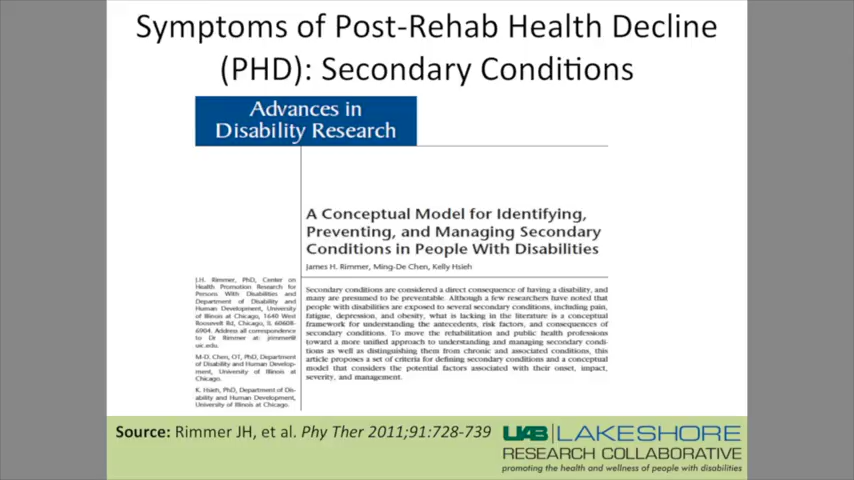 Symptoms of Post-Rehab Health Decline
(PHD): Secondary Conditions
Advances in
Disability Research
A Conceptual Model for Identifying,
Preventing, and Managing Secondary
Conditions in People With Disabilities
James H. Rimmer, Ming-De Chen, Kelly Hsieh
J.H. Rimmer, PhD, Center on
Health Promotion Research for
Persons With Disabilities and
Department of Disability and
Human Development, University
of Illinois at Chicago, 1640 West
Roosevelt Rd, Chicago, IL 60608-
6904. Address all correspondence
to Dr Rimmer at: jrimmer@
uic.edu.
M-D. Chen, OT, PhD, Department
of Disability and Human Develop-
ment, University of Illinois at
Chicago.
K. Hsieh, PhD, Department of Dis-
ability and Human Development,
University of Illinois at Chicago.
Secondary conditions are considered a direct consequence of having a disability, and
many are presumed to be preventable. Although a few researchers have noted that
people with disabilities are exposed to several secondary conditions, including pain,
fatigue, depression, and obesity, what is lacking in the literature is a conceptual
framework for understanding the antecedents, risk factors, and consequences of
secondary conditions. To move the rehabilitation and public health professions
toward a more unified approach to understanding and managing secondary condi-
tions as well as distinguishing them from chronic and associated conditions, this
article proposes a set of criteria for defining secondary conditions and a conceptual
model that considers the potential factors associated with their onset, impact,
severity, and management.
Source: Rimmer JH, et al. Phy Ther 2011;91:728-739
UAB LAKESHORE
RESEARCH COLLABORATIVE
promoting the health and wellness of people with disabilities